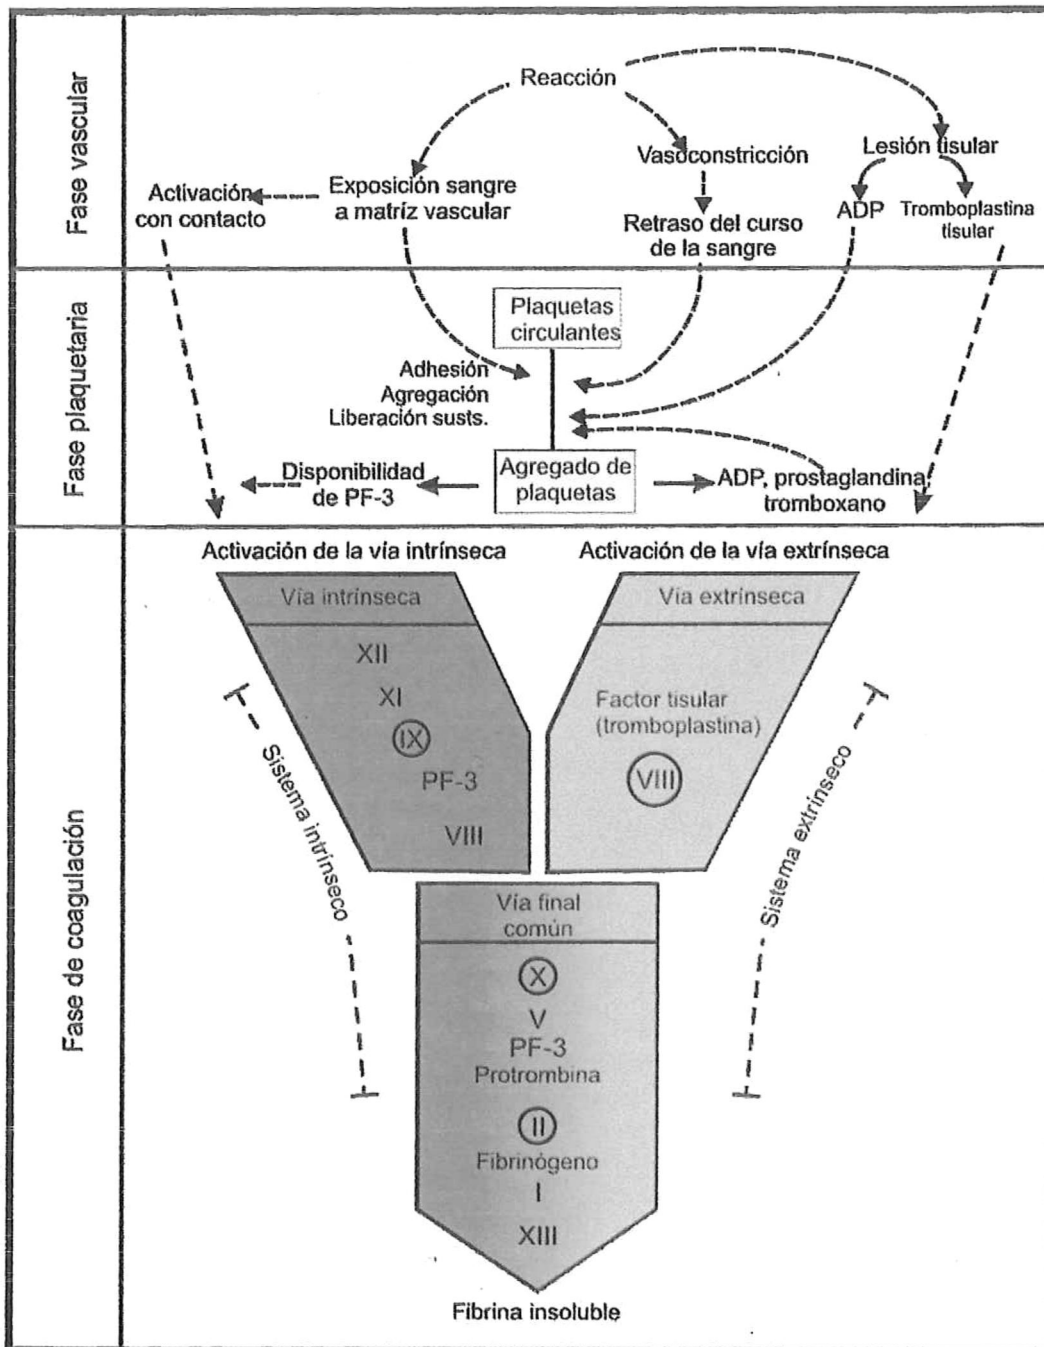 Fase vascular
Reacción
Vasoconstricción
Lesión tisular
Activación
con contacto
Exposición sangre
a matríz vascular
Retraso del curso
de la sangre
ADP
Tromboplastina
tisular
Fase plaquetaria
Plaquetas
circulantes
Adhesión
Agregación
Liberación susts.
Disponibilidad
de PF-3
Agregado de
plaquetas
ADP, prostaglandina
tromboxano
Fase de coagulación
Activación de la vía intrínseca
Activación de la vía extrínseca
Vía intrínseca
XII
XI
IX
PF-3
VIII
Sistema intrínseco
Vía extrínseca
Factor tisular
(tromboplastina)
VIII
Sistema extrínseco
Vía final
común
X
V
PF-3
Protrombina
II
Fibrinógeno
I
XIII
Fibrina insoluble